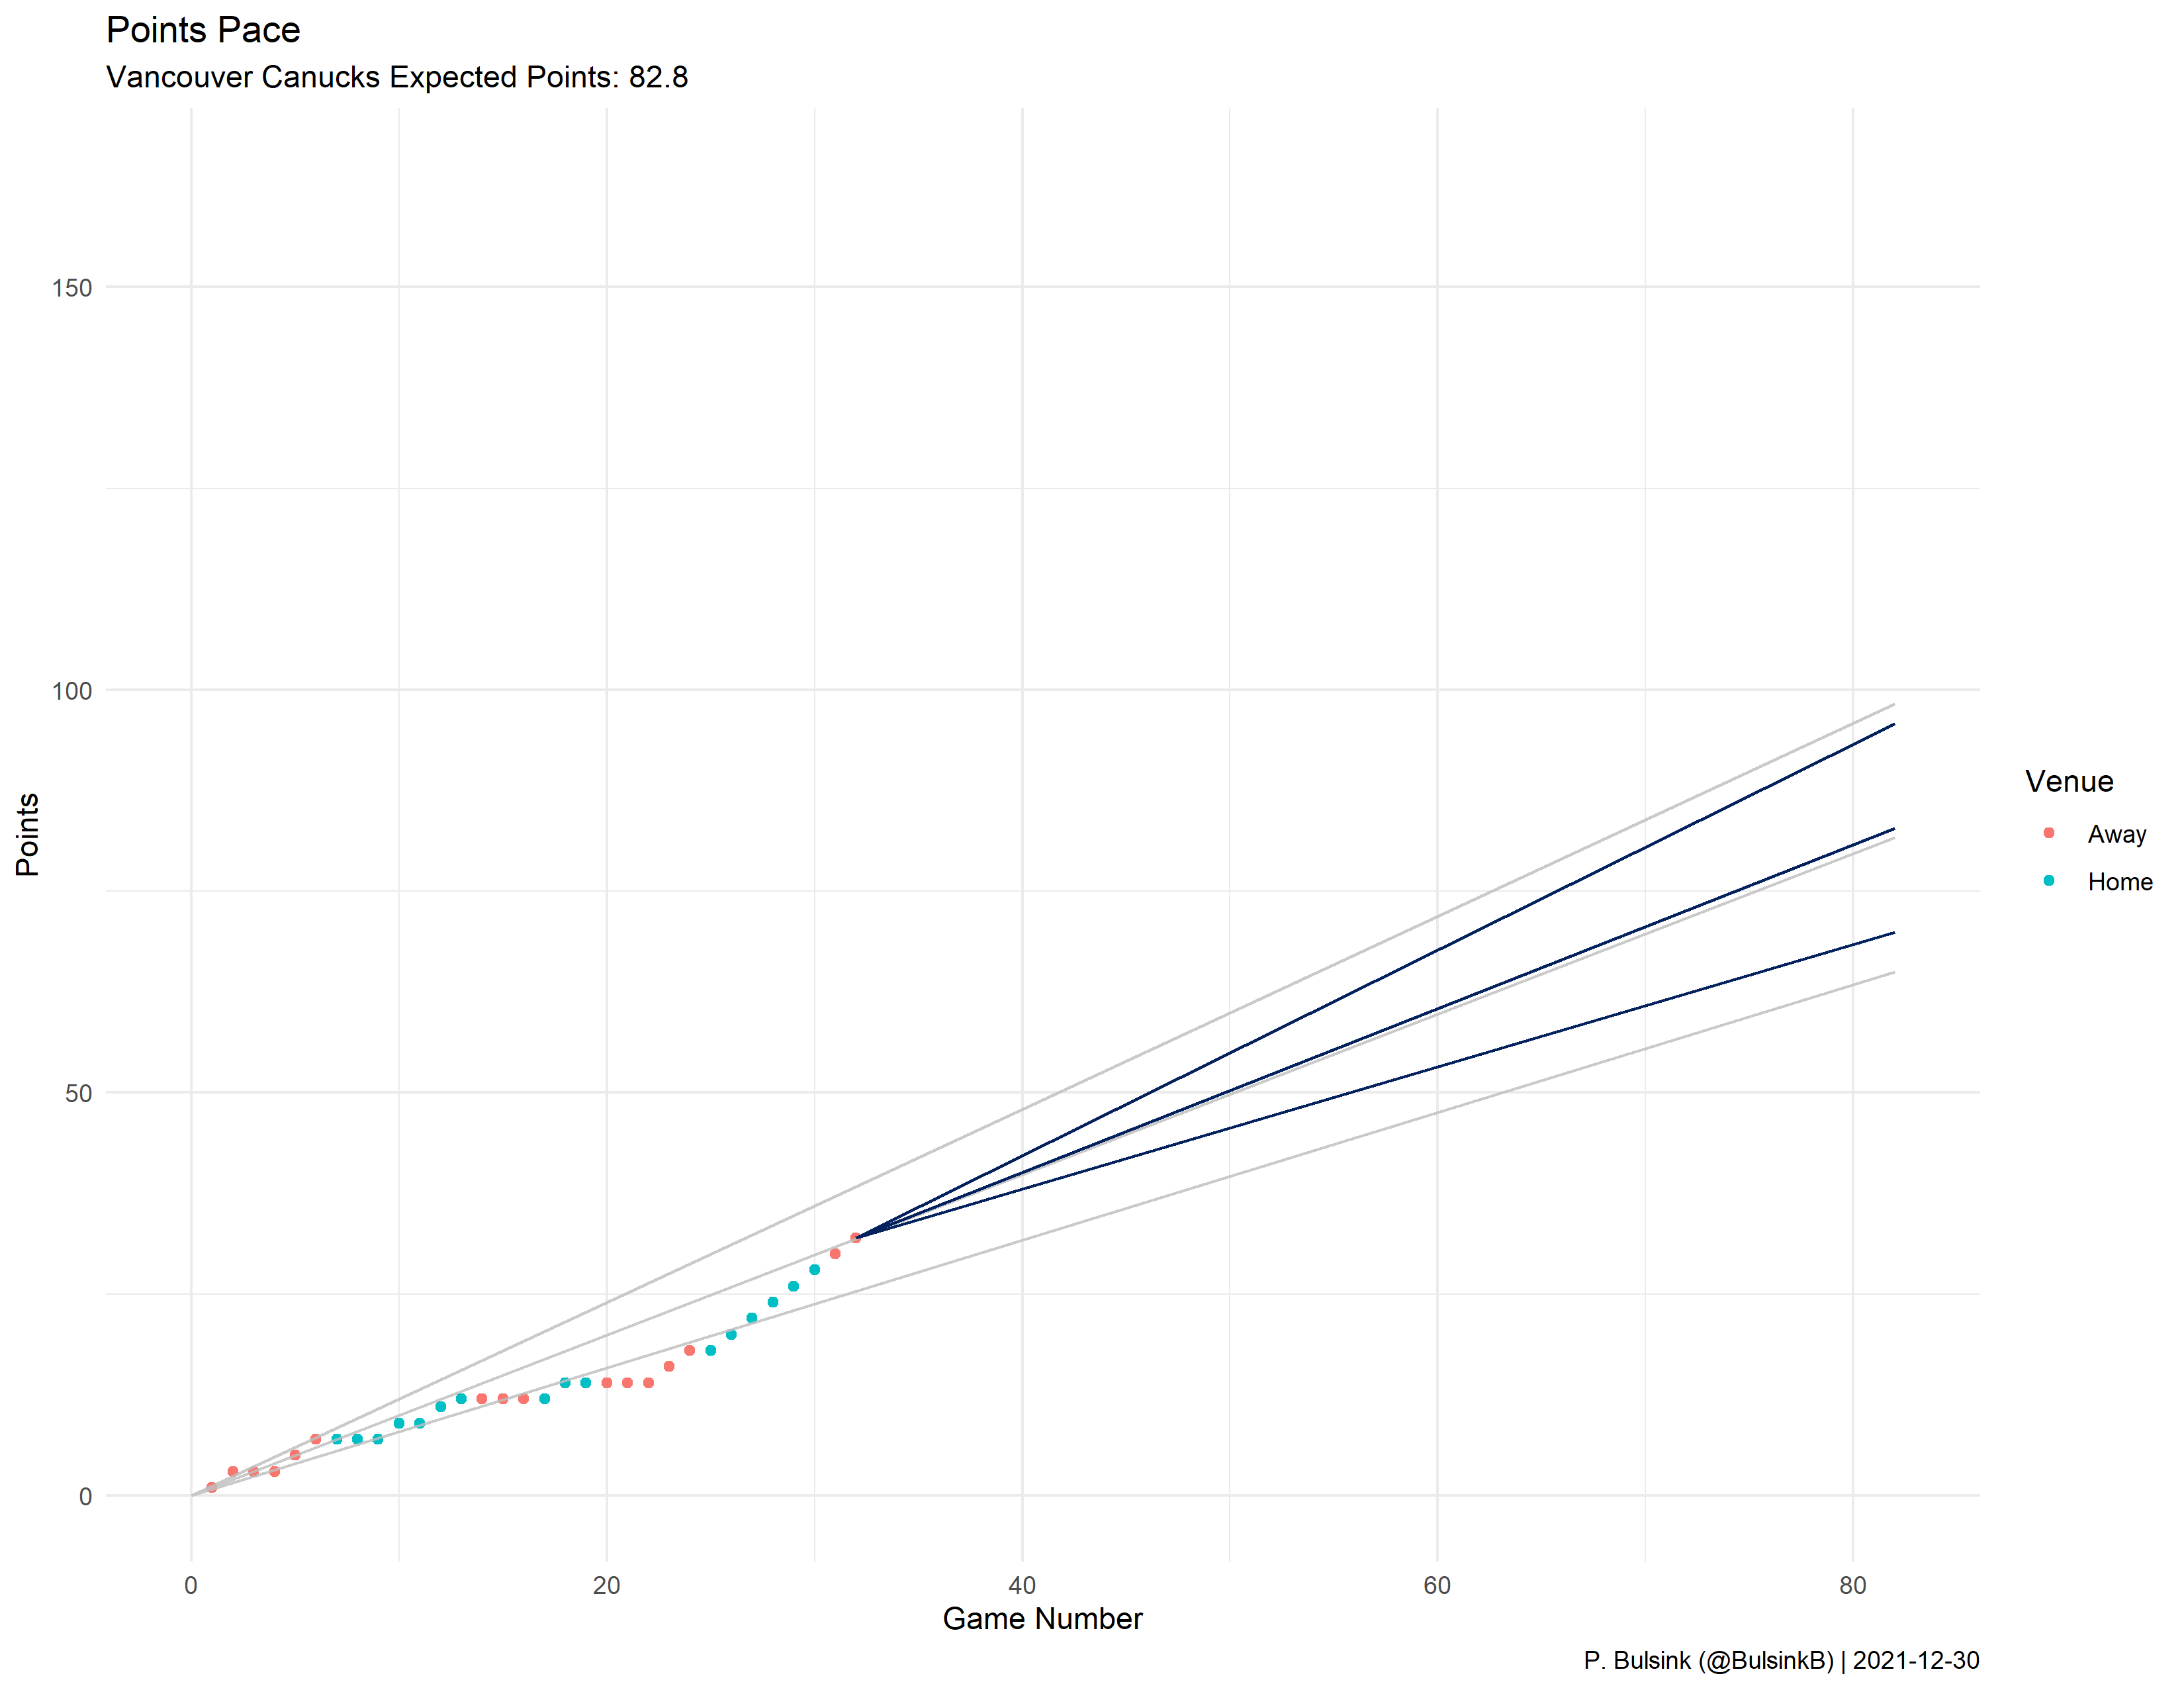 Points Pace
Vancouver Canucks Expected Points: 82.8
150
100
50
0
Points
0 20 40 60 80
Game Number
Venue
Away
Home
P. Bulsink (@BulsinkB) | 2021-12-30